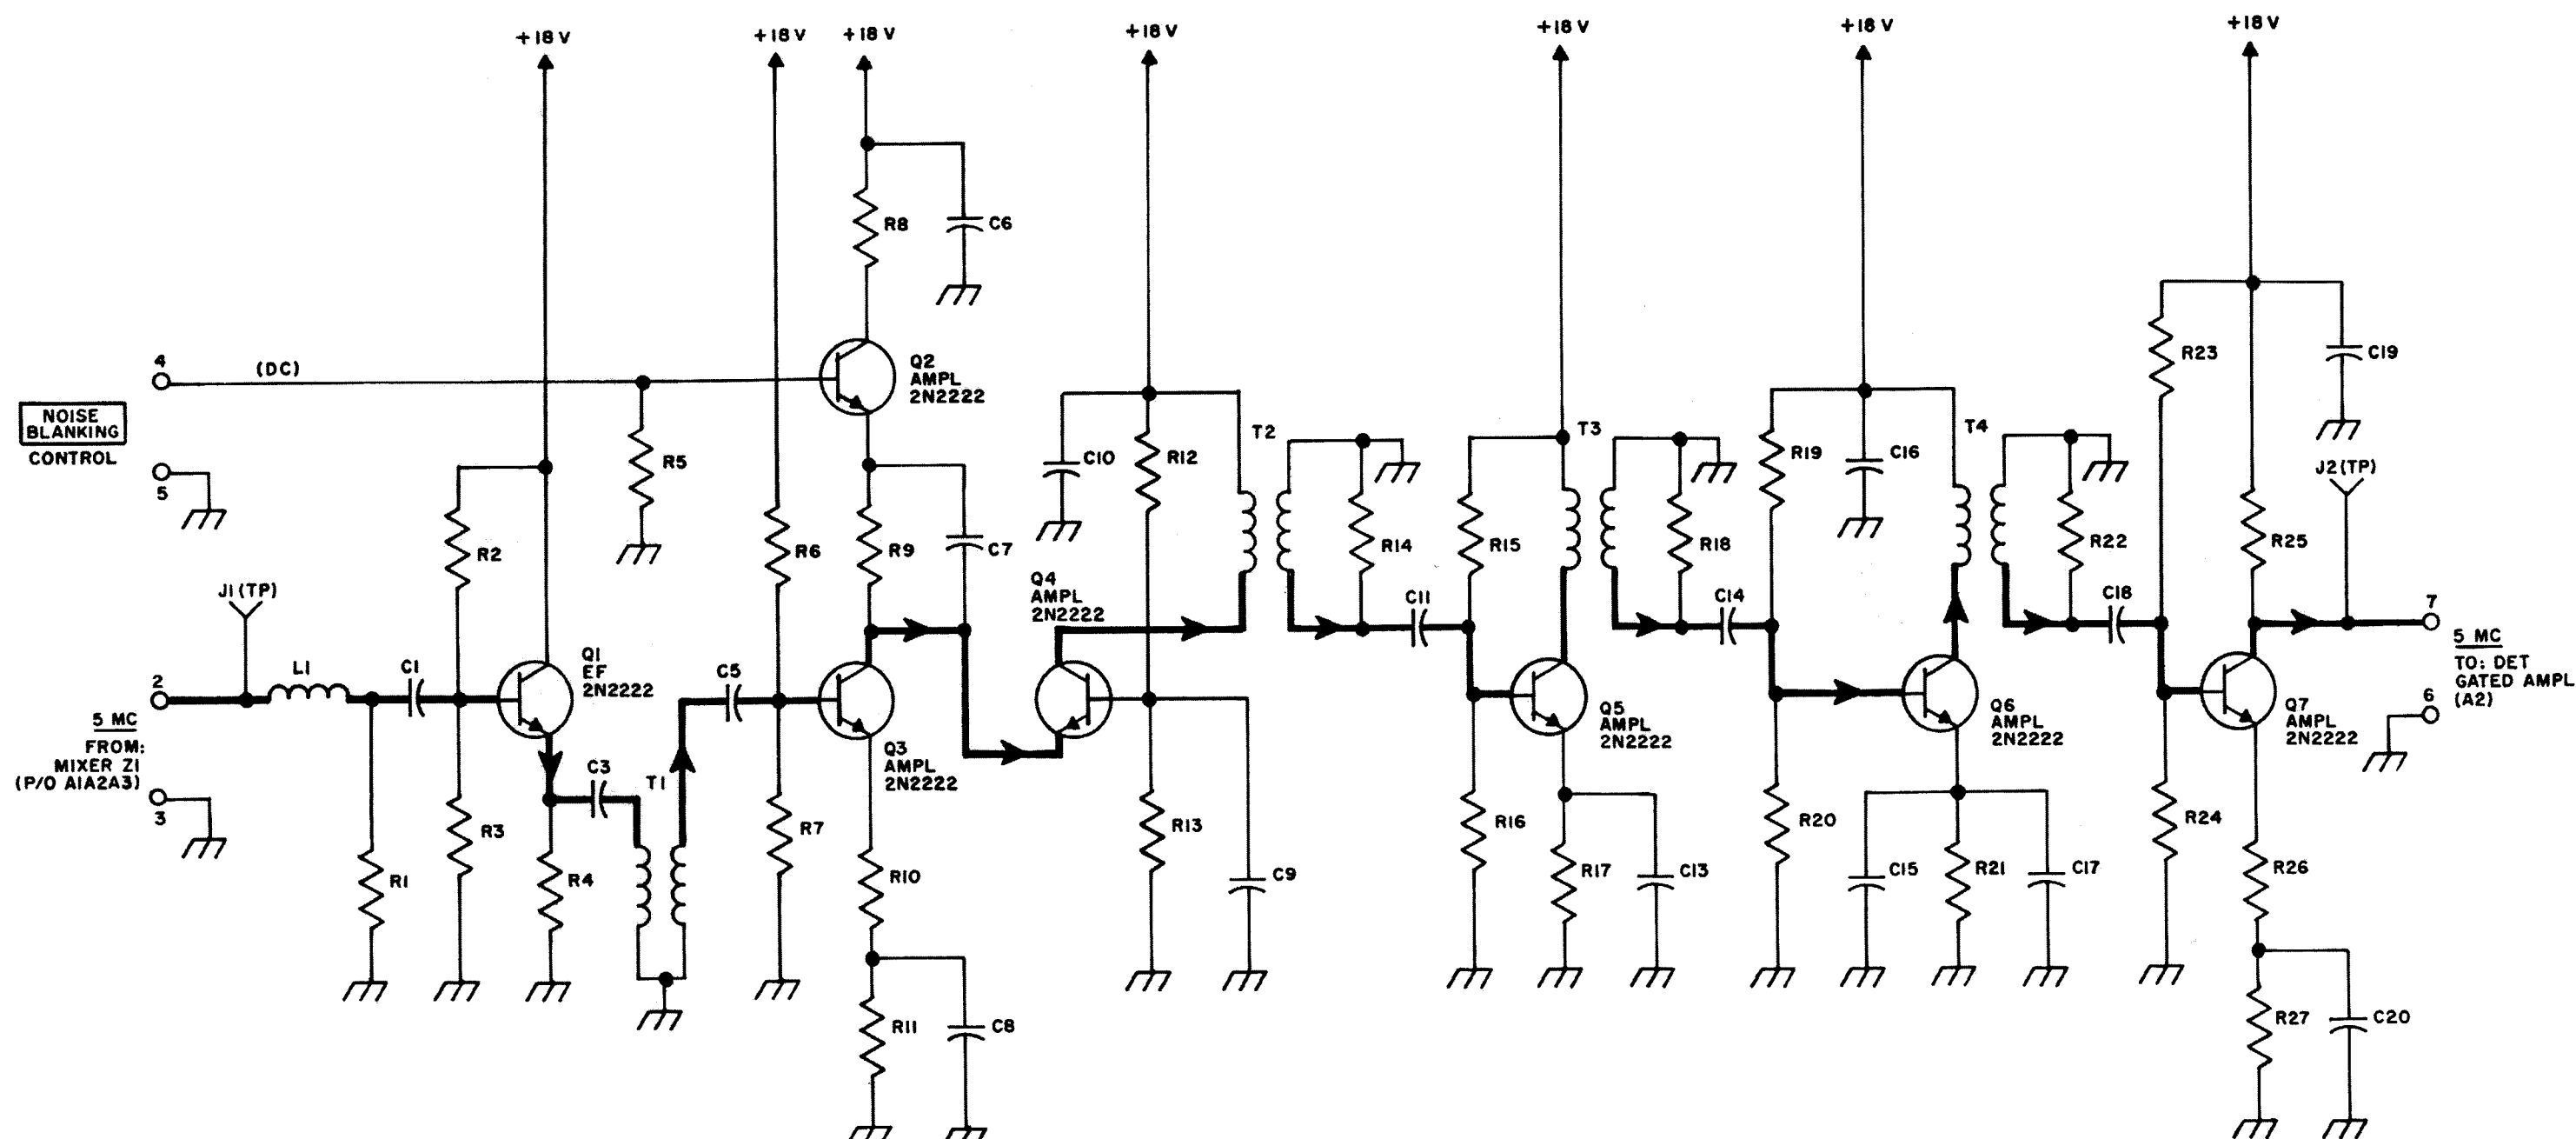 +18 V
+18 V
+18 V
+18 V
+18 V
+18 V
+18 V
R8
C6
4
(DC)
Q2
AMPL
2N2222
NOISE
BLANKING
CONTROL
5
R5
R2
R6
R9
C7
C10
R12
T2
R14
R15
T3
R18
R19
C16
T4
R22
R23
C19
R25
J2 (TP)
J1 (TP)
2
L1
C1
Q1
EF
2N2222
C5
Q4
AMPL
2N2222
C11
C14
C18
7
5 MC
TO: DET
GATED AMPL
(A2)
6
5 MC
FROM:
MIXER Z1
(P/O A1A2A3)
3
C3
T1
Q3
AMPL
2N2222
Q5
AMPL
2N2222
Q6
AMPL
2N2222
Q7
AMPL
2N2222
R1
R3
R4
R7
R10
R13
C9
R16
R17
C13
R20
C15
R21
C17
R24
R26
R11
C8
R27
C20